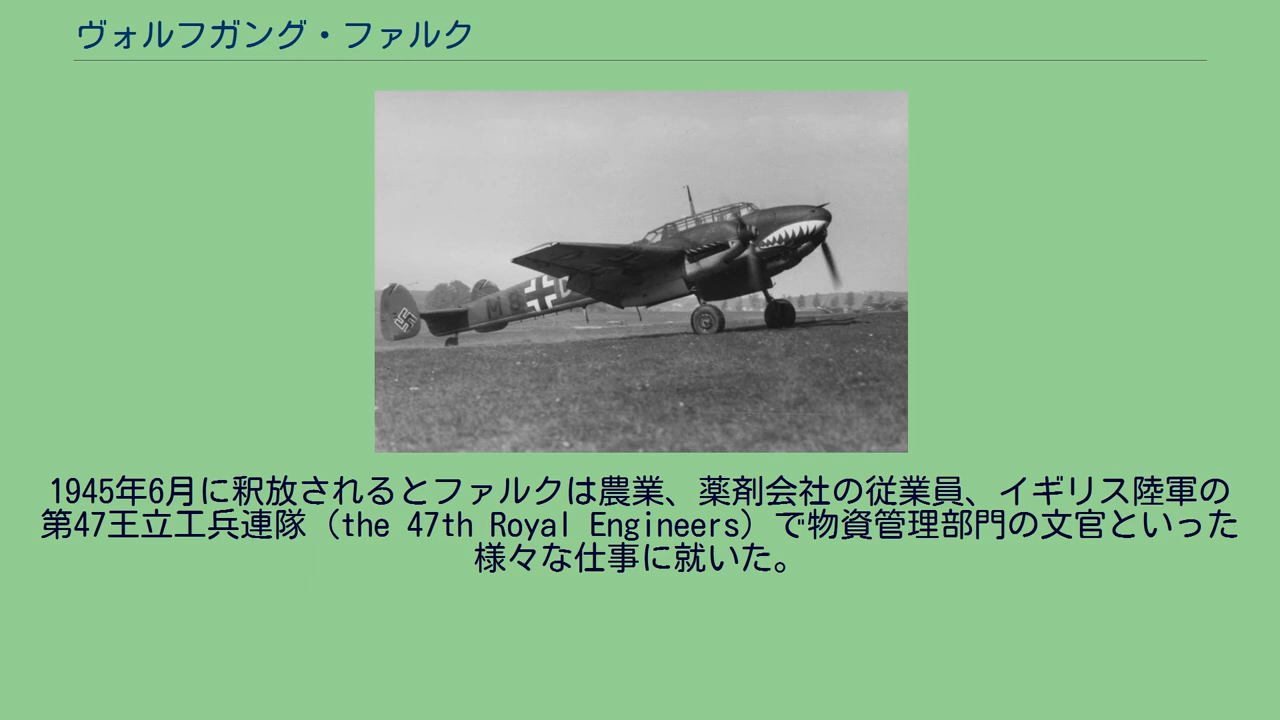 ヴォルフガング・ファルク
M8
1945年6月に釈放されるとファルクは農業、薬剤会社の従業員、イギリス陸軍の
第47王立工兵連隊（the 47th Royal Engineers）で物資管理部門の文官といった
様々な仕事に就いた。